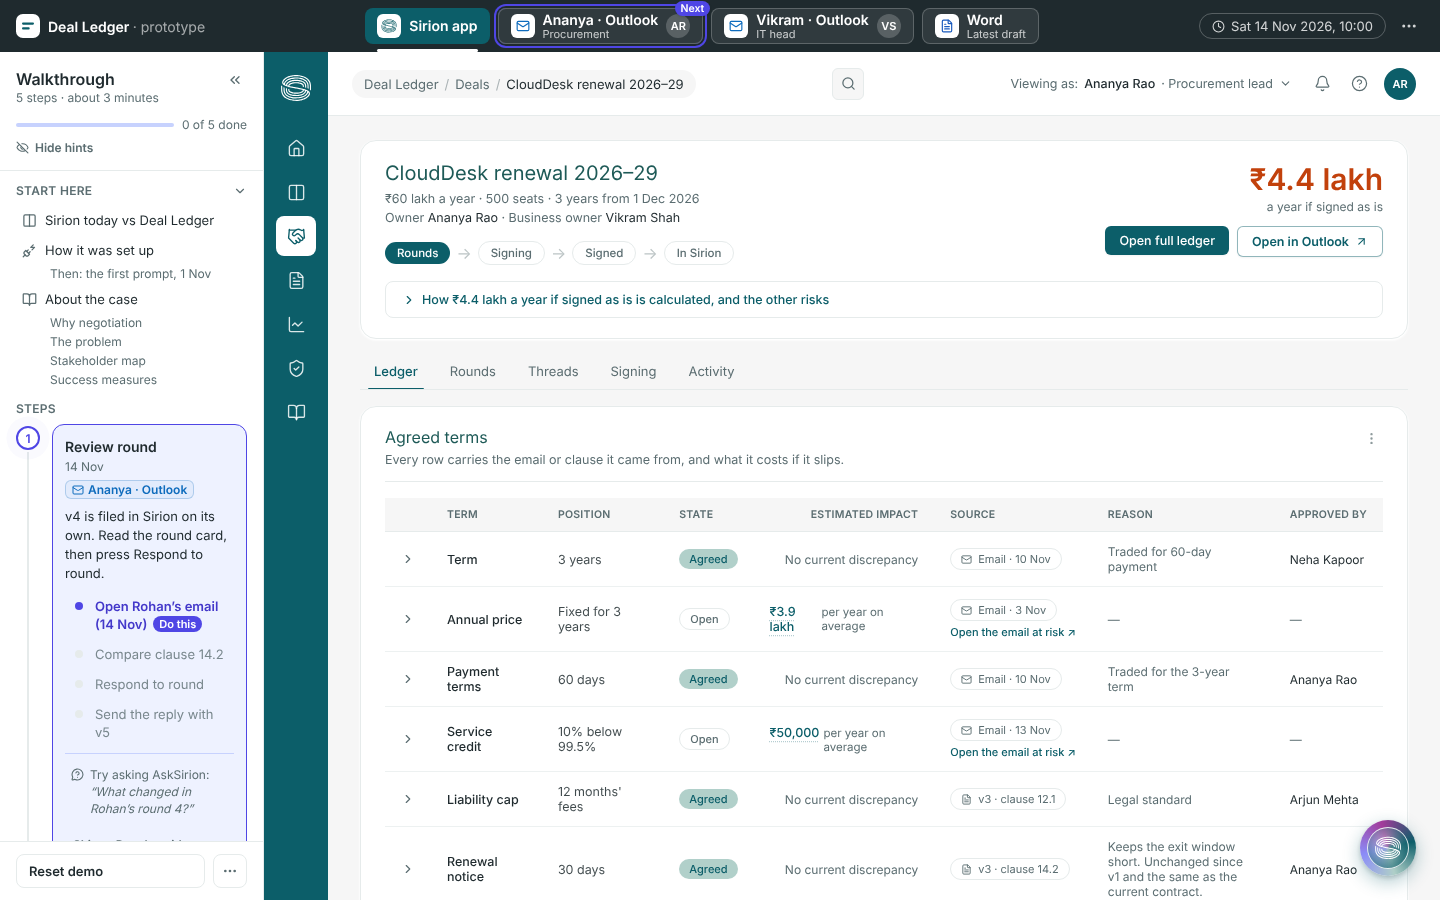 Deal Ledger · prototype
Sirion app
Next
Ananya · Outlook
Procurement
AR
Vikram · Outlook
IT head
VS
Word
Latest draft
Sat 14 Nov 2026, 10:00
Walkthrough
5 steps · about 3 minutes
0 of 5 done
Hide hints
START HERE
Sirion today vs Deal Ledger
How it was set up
Then: the first prompt, 1 Nov
About the case
Why negotiation
The problem
Stakeholder map
Success measures
STEPS
1
Review round
14 Nov
Ananya · Outlook
v4 is filed in Sirion on its
own. Read the round card,
then press Respond to
round.
Open Rohan's email
(14 Nov) Do this
Compare clause 14.2
Respond to round
Send the reply with
v5
Try asking AskSirion:
“What changed in
Rohan's round 4?”
Reset demo
Deal Ledger / Deals / CloudDesk renewal 2026–29
Viewing as: Ananya Rao · Procurement lead
AR
CloudDesk renewal 2026–29
₹60 lakh a year · 500 seats · 3 years from 1 Dec 2026
Owner Ananya Rao · Business owner Vikram Shah
₹4.4 lakh
a year if signed as is
Rounds → Signing → Signed → In Sirion
Open full ledger
Open in Outlook ↗
How ₹4.4 lakh a year if signed as is is calculated, and the other risks
Ledger
Rounds
Threads
Signing
Activity
Agreed terms
Every row carries the email or clause it came from, and what it costs if it slips.
TERM POSITION STATE ESTIMATED IMPACT SOURCE REASON APPROVED BY
Term 3 years Agreed No current discrepancy Email · 10 Nov Traded for 60-day
payment Neha Kapoor
Annual price Fixed for 3
years Open ₹3.9
lakh per year on
average Email · 3 Nov
Open the email at risk ↗ — —
Payment
terms 60 days Agreed No current discrepancy Email · 10 Nov Traded for the 3-year
term Ananya Rao
Service
credit 10% below
99.5% Open ₹50,000 per year on
average Email · 13 Nov
Open the email at risk ↗ — —
Liability cap 12 months'
fees Agreed No current discrepancy v3 · clause 12.1 Legal standard Arjun Mehta
Renewal
notice 30 days Agreed No current discrepancy v3 · clause 14.2 Keeps the exit window
short. Unchanged since
v1 and the same as the
current contract. Ananya Rao